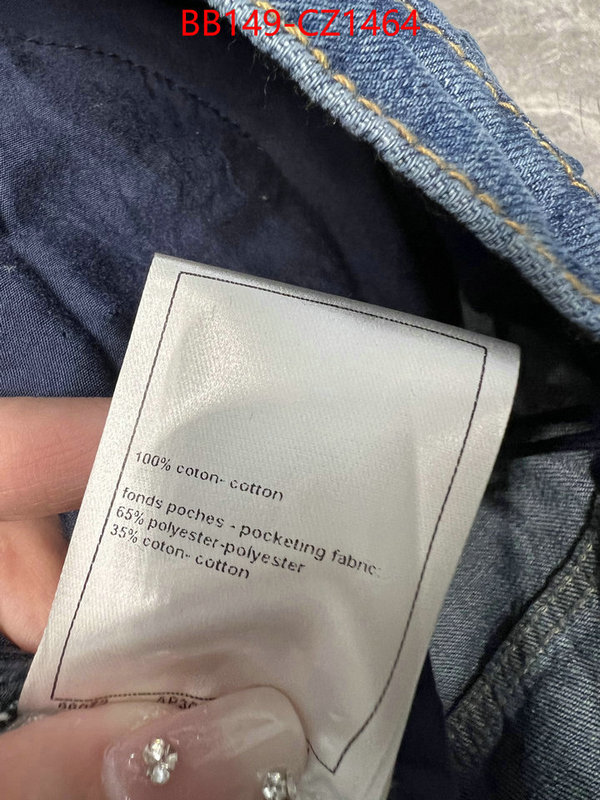 BB149-CZ1464
100% coton- cotton
fonds poches - pocketing fabric:
65% polyester-polyester
35% coton- cotton